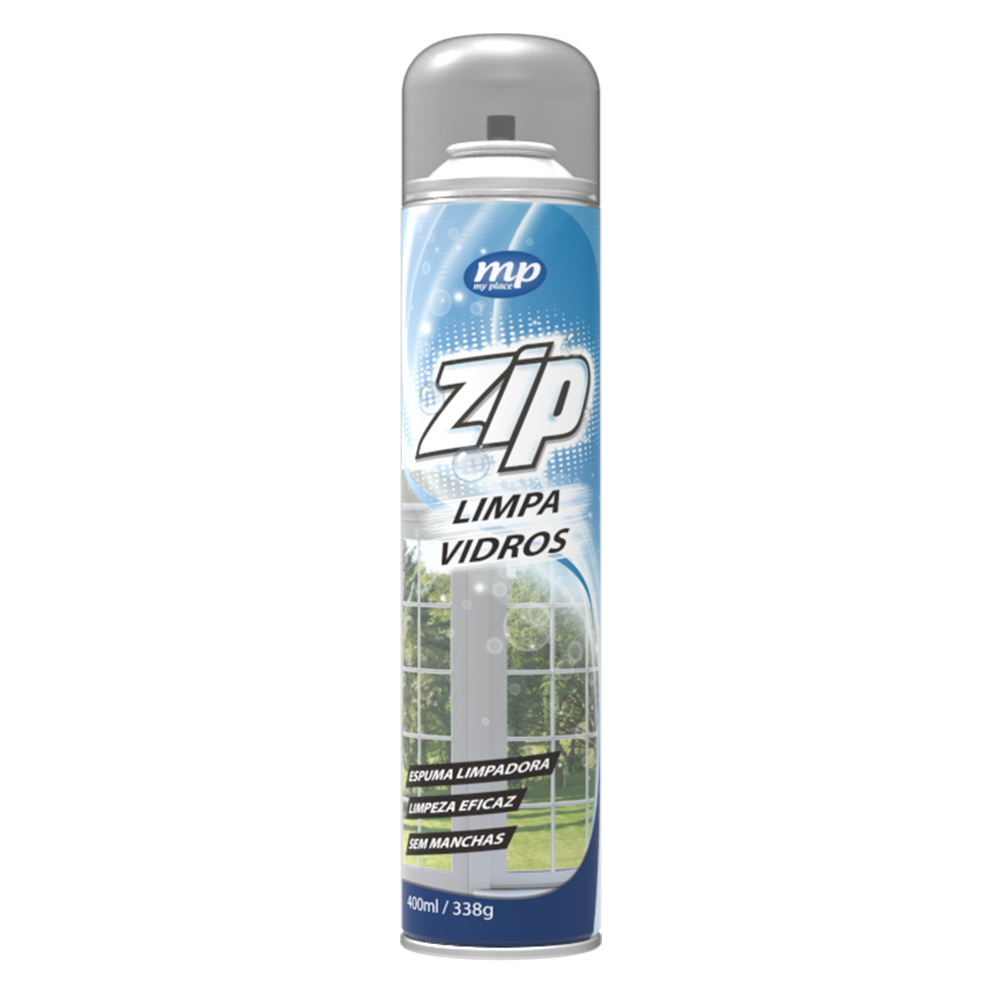 mp
my place
Zip
LIMPA
VIDROS
ESPUMA LIMPADORA
LIMPEZA EFICAZ
SEM MANCHAS
400ml / 338g